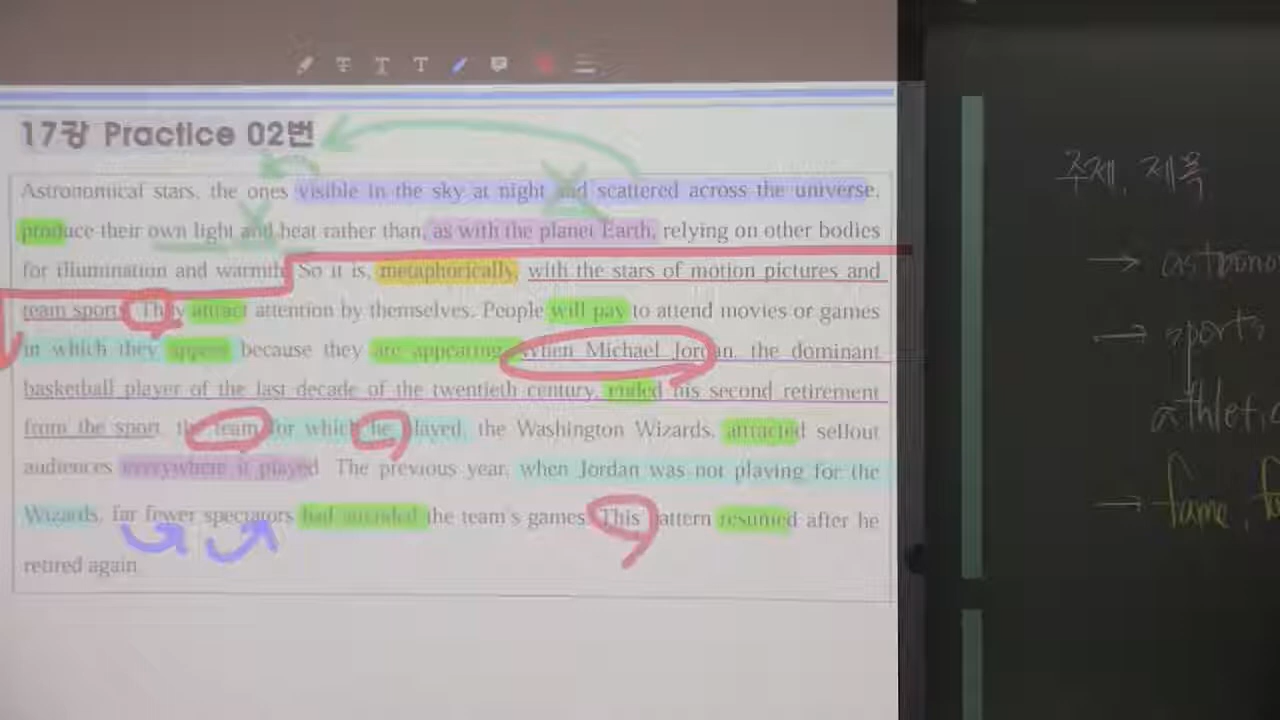 17강 Practice 02번
Astronomical stars, the ones visible in the sky at night and scattered across the universe,
produce their own light and heat rather than, as with the planet Earth, relying on other bodies
for illumination and warmth. So it is, metaphorically, with the stars of motion pictures and
team sport. They attract attention by themselves. People will pay to attend movies or games
in which they appear because they are appearing. When Michael Jordan, the dominant
basketball player of the last decade of the twentieth century, ended his second retirement
from the sport, the team for which he played, the Washington Wizards, attracted sellout
audiences everywhere it played. The previous year, when Jordan was not playing for the
Wizards, far fewer spectators had attended the team's games. This pattern resumed after he
retired again.
주제, 제목
→ astrono
→ sports
athletic
→ fame,